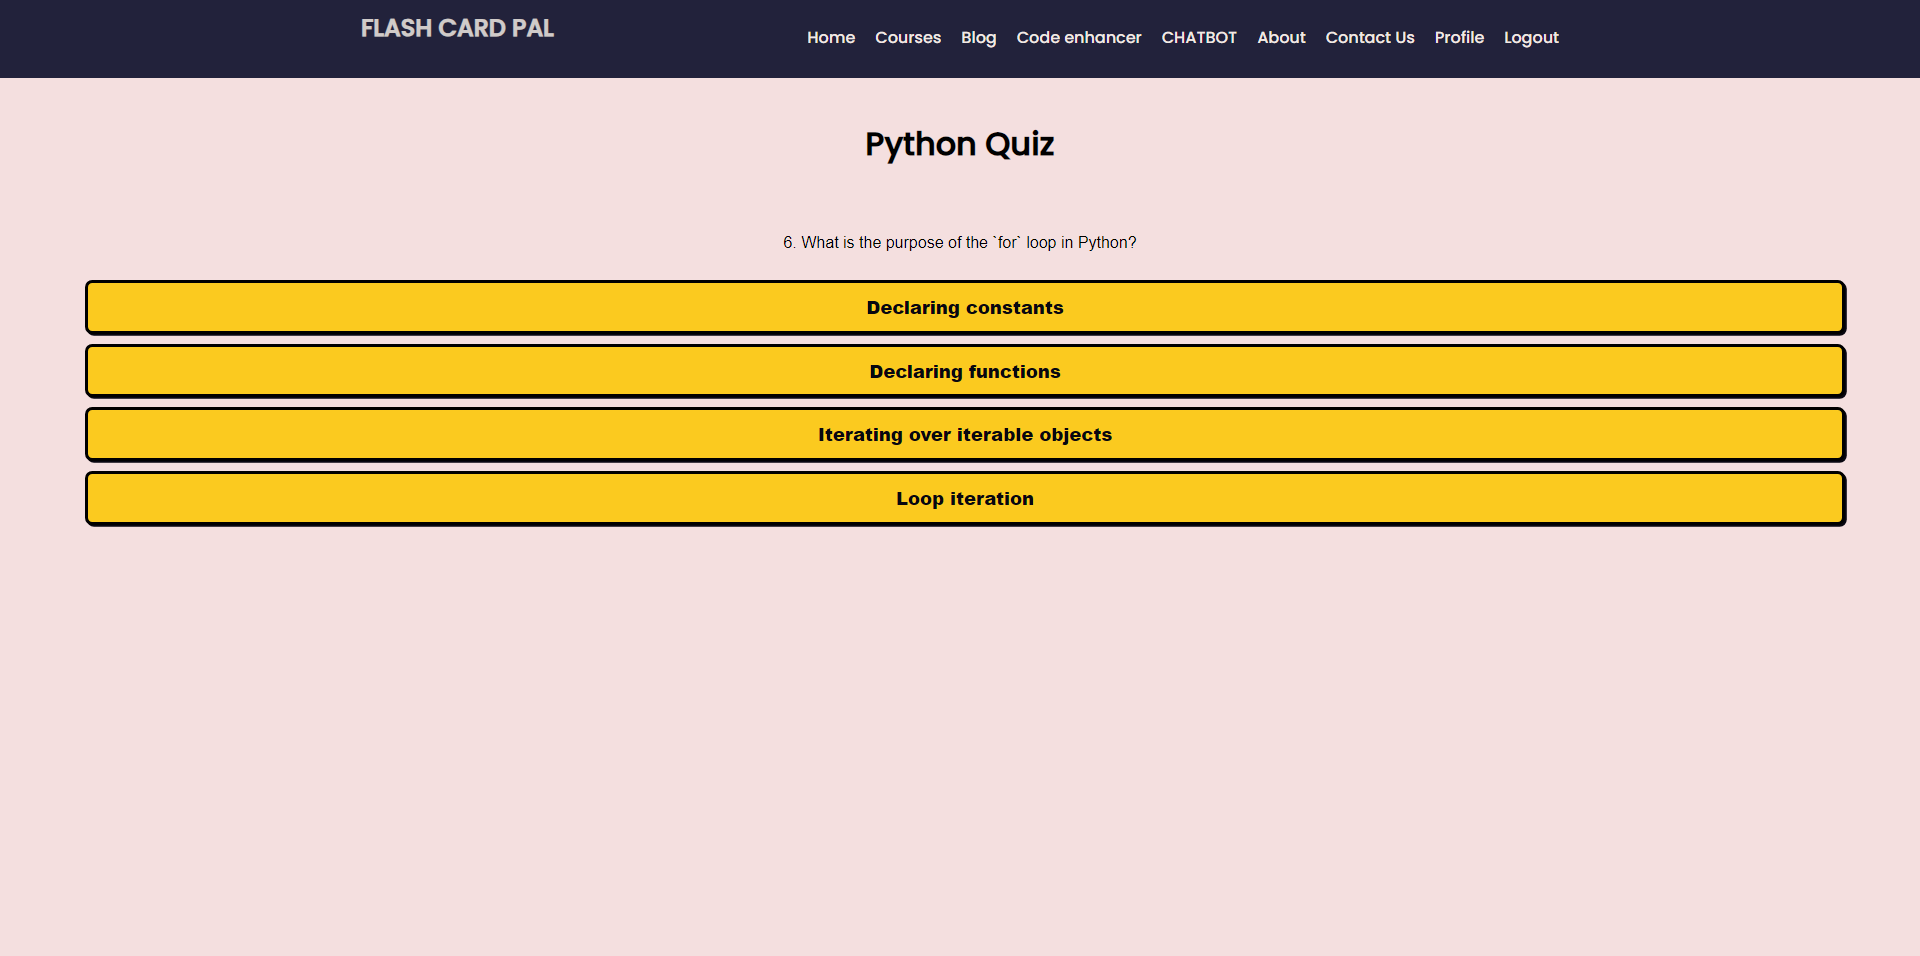 FLASH CARD PAL
Home Courses Blog Code enhancer CHATBOT About Contact Us Profile Logout
Python Quiz
6. What is the purpose of the `for` loop in Python?
Declaring constants
Declaring functions
Iterating over iterable objects
Loop iteration